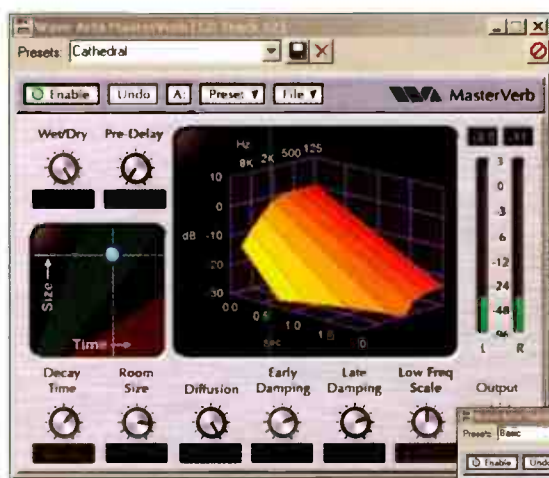 Presets: Cathedral
Enable Undo A: Preset File MasterVerb
Wet/Dry Pre-Delay
Hz
8K 2K 500 125
10
0
dB -10
-20
-30
0.0 0.5 1.0
Sec
Size
Time
3
0
-3
-6
-12
24
-48
96
L R
Decay Time
Room Size
Diffusion
Early Damping
Late Damping
Low Freq Scale
Output
Presets: Basic
Enable